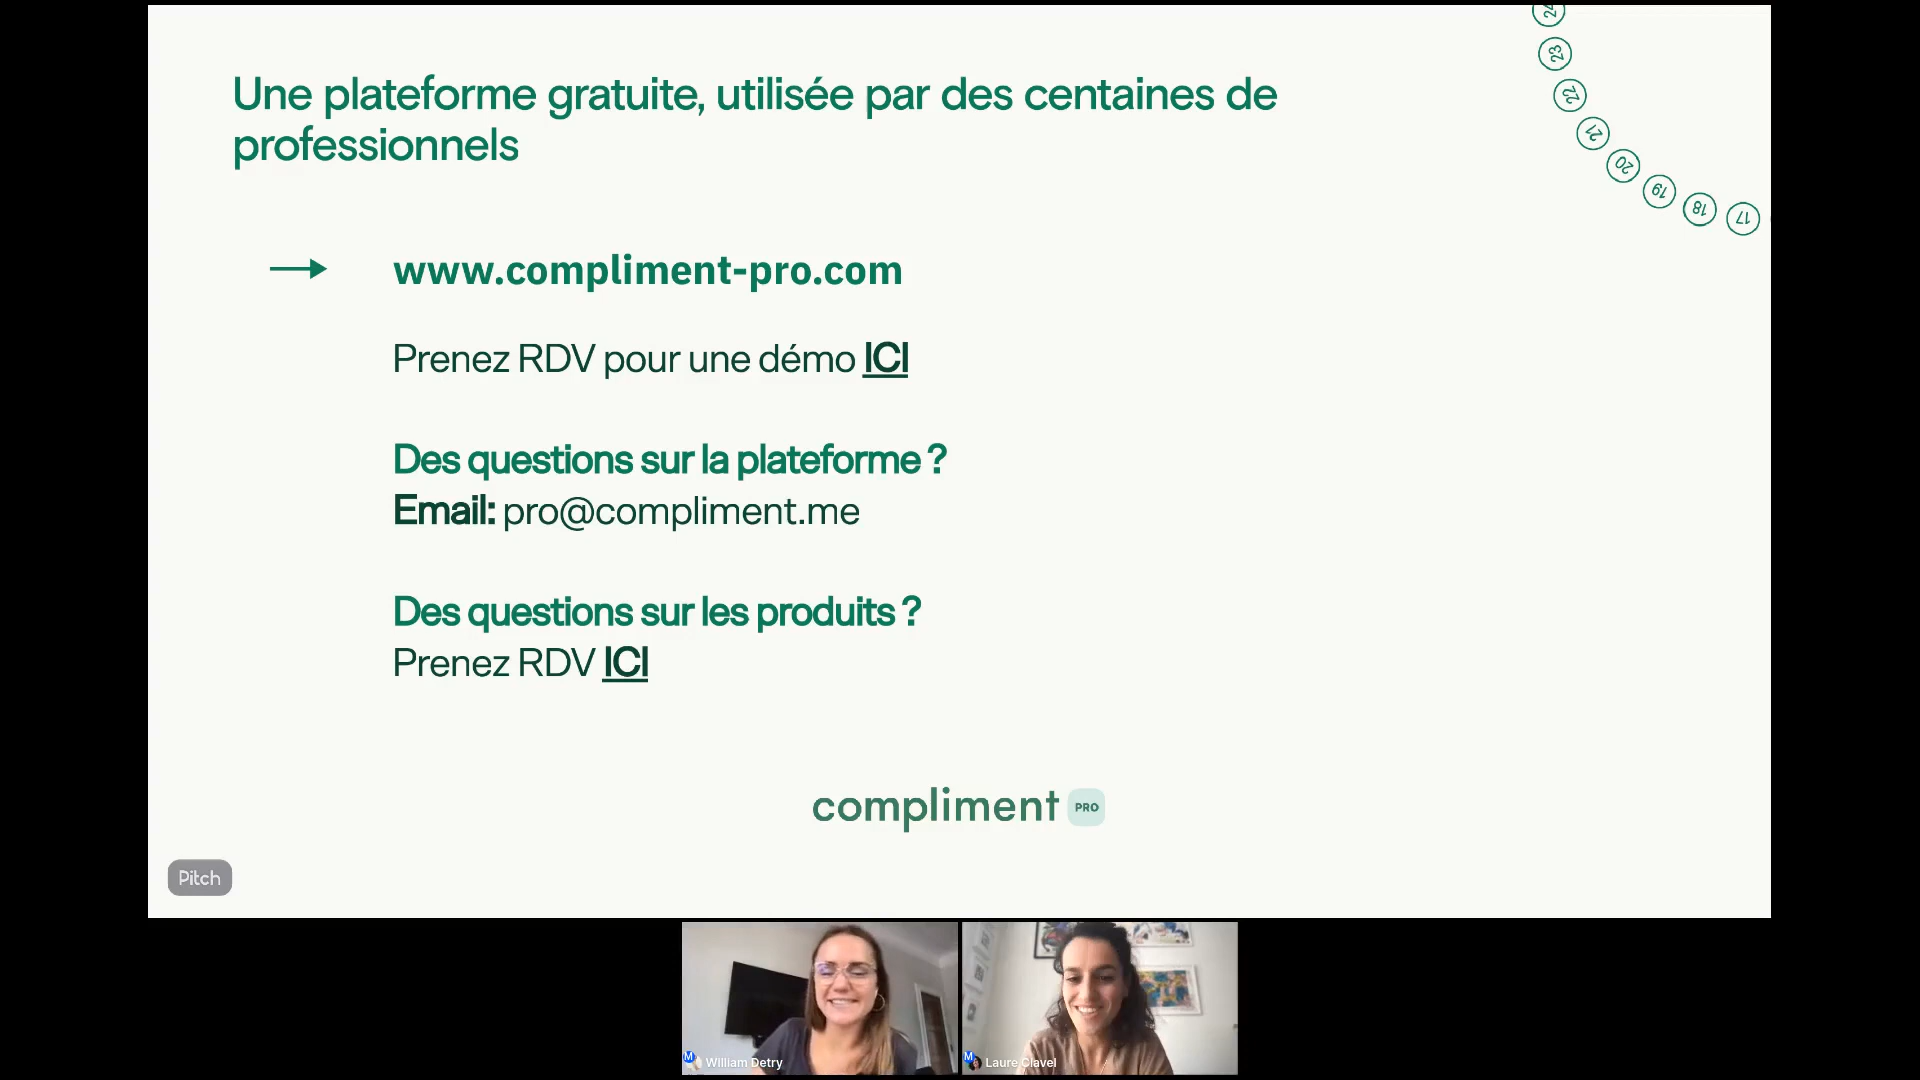 24
23
22
21
20
19
18
17
Une plateforme gratuite, utilisée par des centaines de
professionnels
www.compliment-pro.com
Prenez RDV pour une démo ICI
Des questions sur la plateforme ?
Email: pro@compliment.me
Des questions sur les produits ?
Prenez RDV ICI
compliment PRO
Pitch
M William Detry
M Laure Clavel